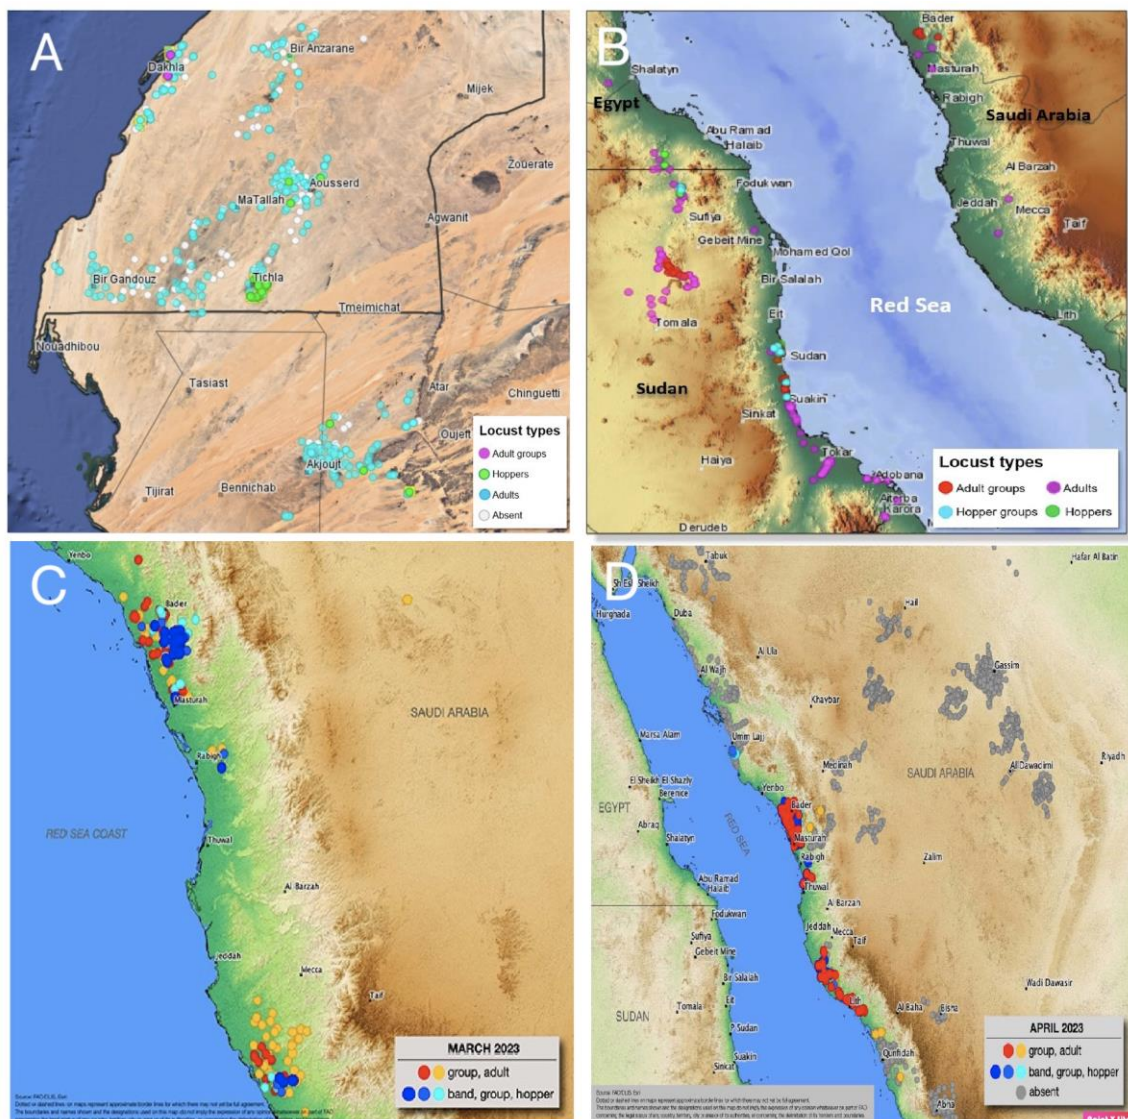 A
Dakhla
Bir Anzarane
Mijek
Zouerate
Aousserd
MaTallah
Agwanit
Bir Gandouz
Tichla
Tmeimichat
Nouadhibou
Tasiast
Atar
Chinguetti
Oujeft
Akjoujt
Tijirat
Bennichab
Locust types
Adult groups
Hoppers
Adults
Absent
B
Bader
Shalatyn
Masturah
Egypt
Rabigh
Saudi Arabia
Abu Ramad
Halaib
Thuwal
Al Barzah
Fodukwan
Jeddah
Mecca
Sufiya
Taif
Gebeit Mine
Mohamed Qol
Bir Salalah
Red Sea
Eit
Lith
Tomala
Sudan
Sudan
Suakin
Sinkat
Haiya
Tokar
Adobana
Aiterba
Karora
Derudeb
Locust types
Adult groups
Adults
Hopper groups
Hoppers
C
Yenbo
Bader
Masturah
SAUDI ARABIA
Rabigh
RED SEA COAST
Thuwal
Al Barzah
Jeddah
Mecca
Taif
MARCH 2023
group, adult
band, group, hopper
D
Tabuk
Hafar Al Batin
Sh Es Sheikh
Hurghada
Duba
Hail
Al Ula
Gassim
Al Wajh
Khaybar
Marsa Alam
Umm Lajj
Riyadh
Medinah
SAUDI ARABIA
Al Dawadimi
El Sheikh El Shazly
Berenice
Yenbo
EGYPT
Bader
Abraq
RED SEA
Masturah
Shalatyn
Rabigh
Zalim
Abu Ramad
Halaib
Thuwal
Al Barzah
Fodukwan
Jeddah
Mecca
Sufiya
Taif
Gebeit Mine
Bir Salalah
Wadi Dawasir
Eit
Lith
Al Baha
Bisha
Tomala
SUDAN
P.Sudan
Qunfidah
Suakin
Sinkat
Abha
APRIL 2023
group, adult
band, group, hopper
absent